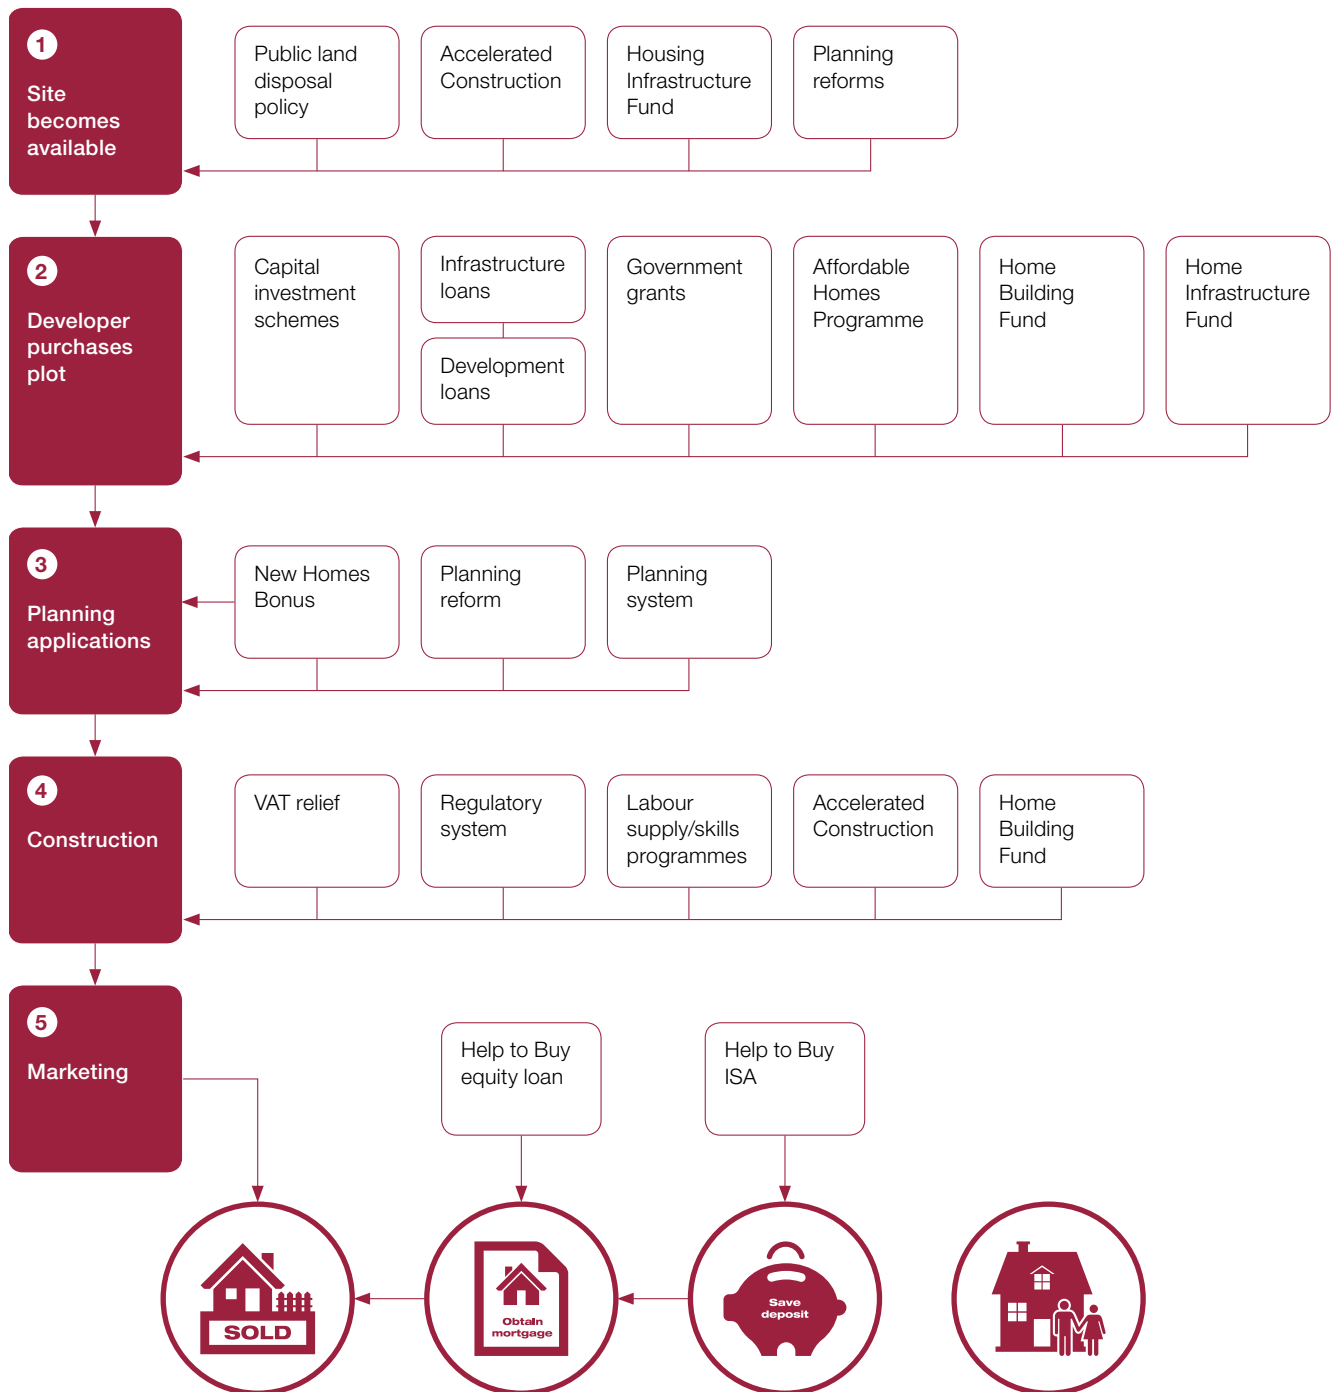 1
Site
becomes
available
Public land
disposal
policy
Accelerated
Construction
Housing
Infrastructure
Fund
Planning
reforms
2
Developer
purchases
plot
Capital
investment
schemes
Infrastructure
loans
Development
loans
Government
grants
Affordable
Homes
Programme
Home
Building
Fund
Home
Infrastructure
Fund
3
Planning
applications
New Homes
Bonus
Planning
reform
Planning
system
4
Construction
VAT relief
Regulatory
system
Labour
supply/skills
programmes
Accelerated
Construction
Home
Building
Fund
5
Marketing
Help to Buy
equity loan
Help to Buy
ISA
SOLD
Obtain
mortgage
Save
deposit